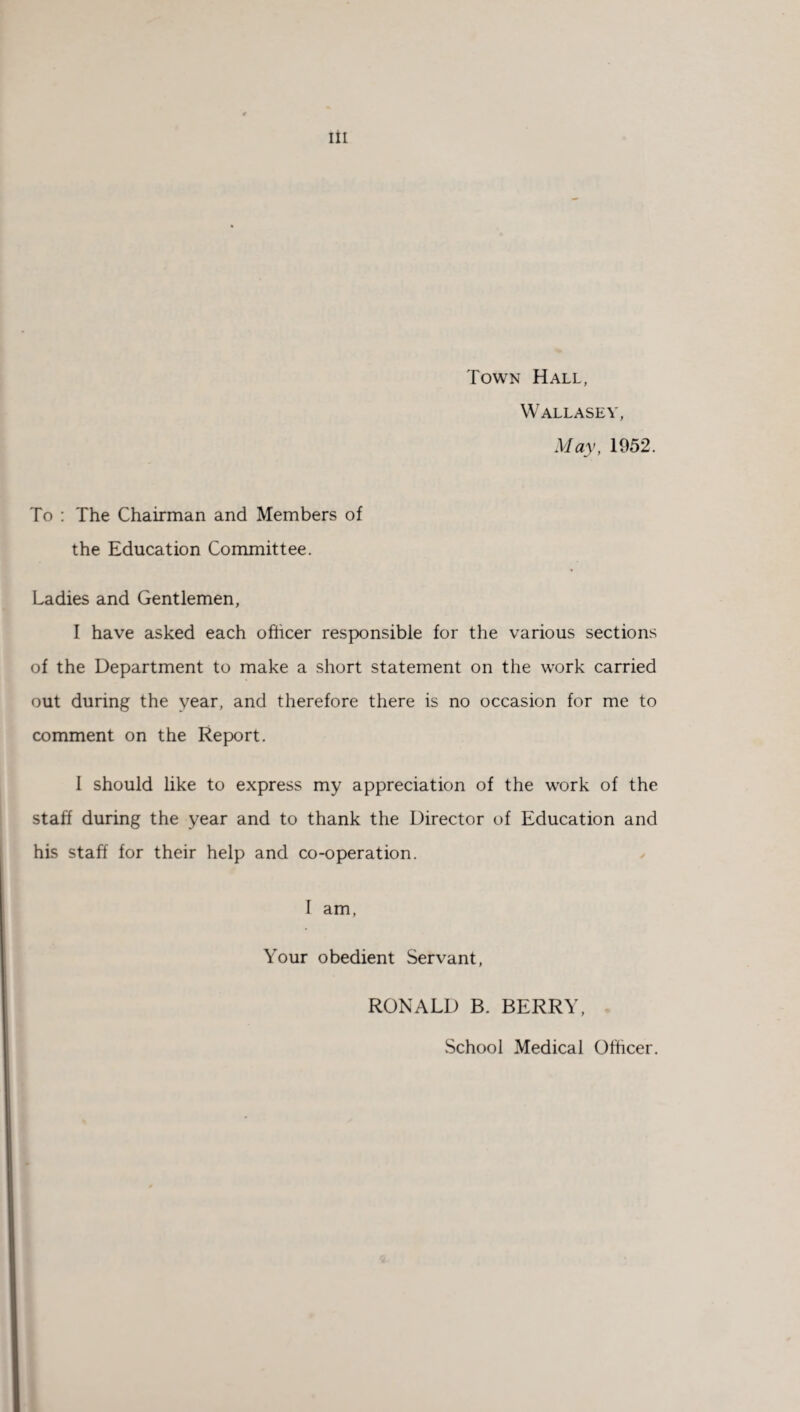 iii
Town Hall,
Wallasey,
May, 1952.
To : The Chairman and Members of
the Education Committee.
Ladies and Gentlemen,
I have asked each officer responsible for the various sections
of the Department to make a short statement on the work carried
out during the year, and therefore there is no occasion for me to
comment on the Report.
I should like to express my appreciation of the work of the
staff during the year and to thank the Director of Education and
his staff for their help and co-operation.
I am,
Your obedient Servant,
RONALD B. BERRY,
School Medical Officer.